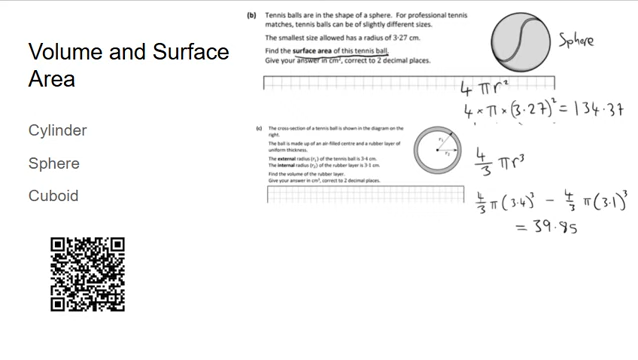 Volume and Surface
Area
Cylinder
Sphere
Cuboid
(b) Tennis balls are in the shape of a sphere. For professional tennis
matches, tennis balls can be of slightly different sizes.
The smallest size allowed has a radius of 3·27 cm.
Find the surface area of this tennis ball.
Give your answer in cm², correct to 2 decimal places.
Sphere
4 π r²
4 × π × (3·27)² = 134·37
(c) The cross-section of a tennis ball is shown in the diagram on the
right.
The ball is made up of an air-filled centre and a rubber layer of
uniform thickness.
The external radius (r₁) of the tennis ball is 3·4 cm.
The internal radius (r₂) of the rubber layer is 3·1 cm.
Find the volume of the rubber layer.
Give your answer in cm³, correct to 2 decimal places.
4/3 π r³
4/3 π (3·4)³ − 4/3 π (3·1)³
= 39·85